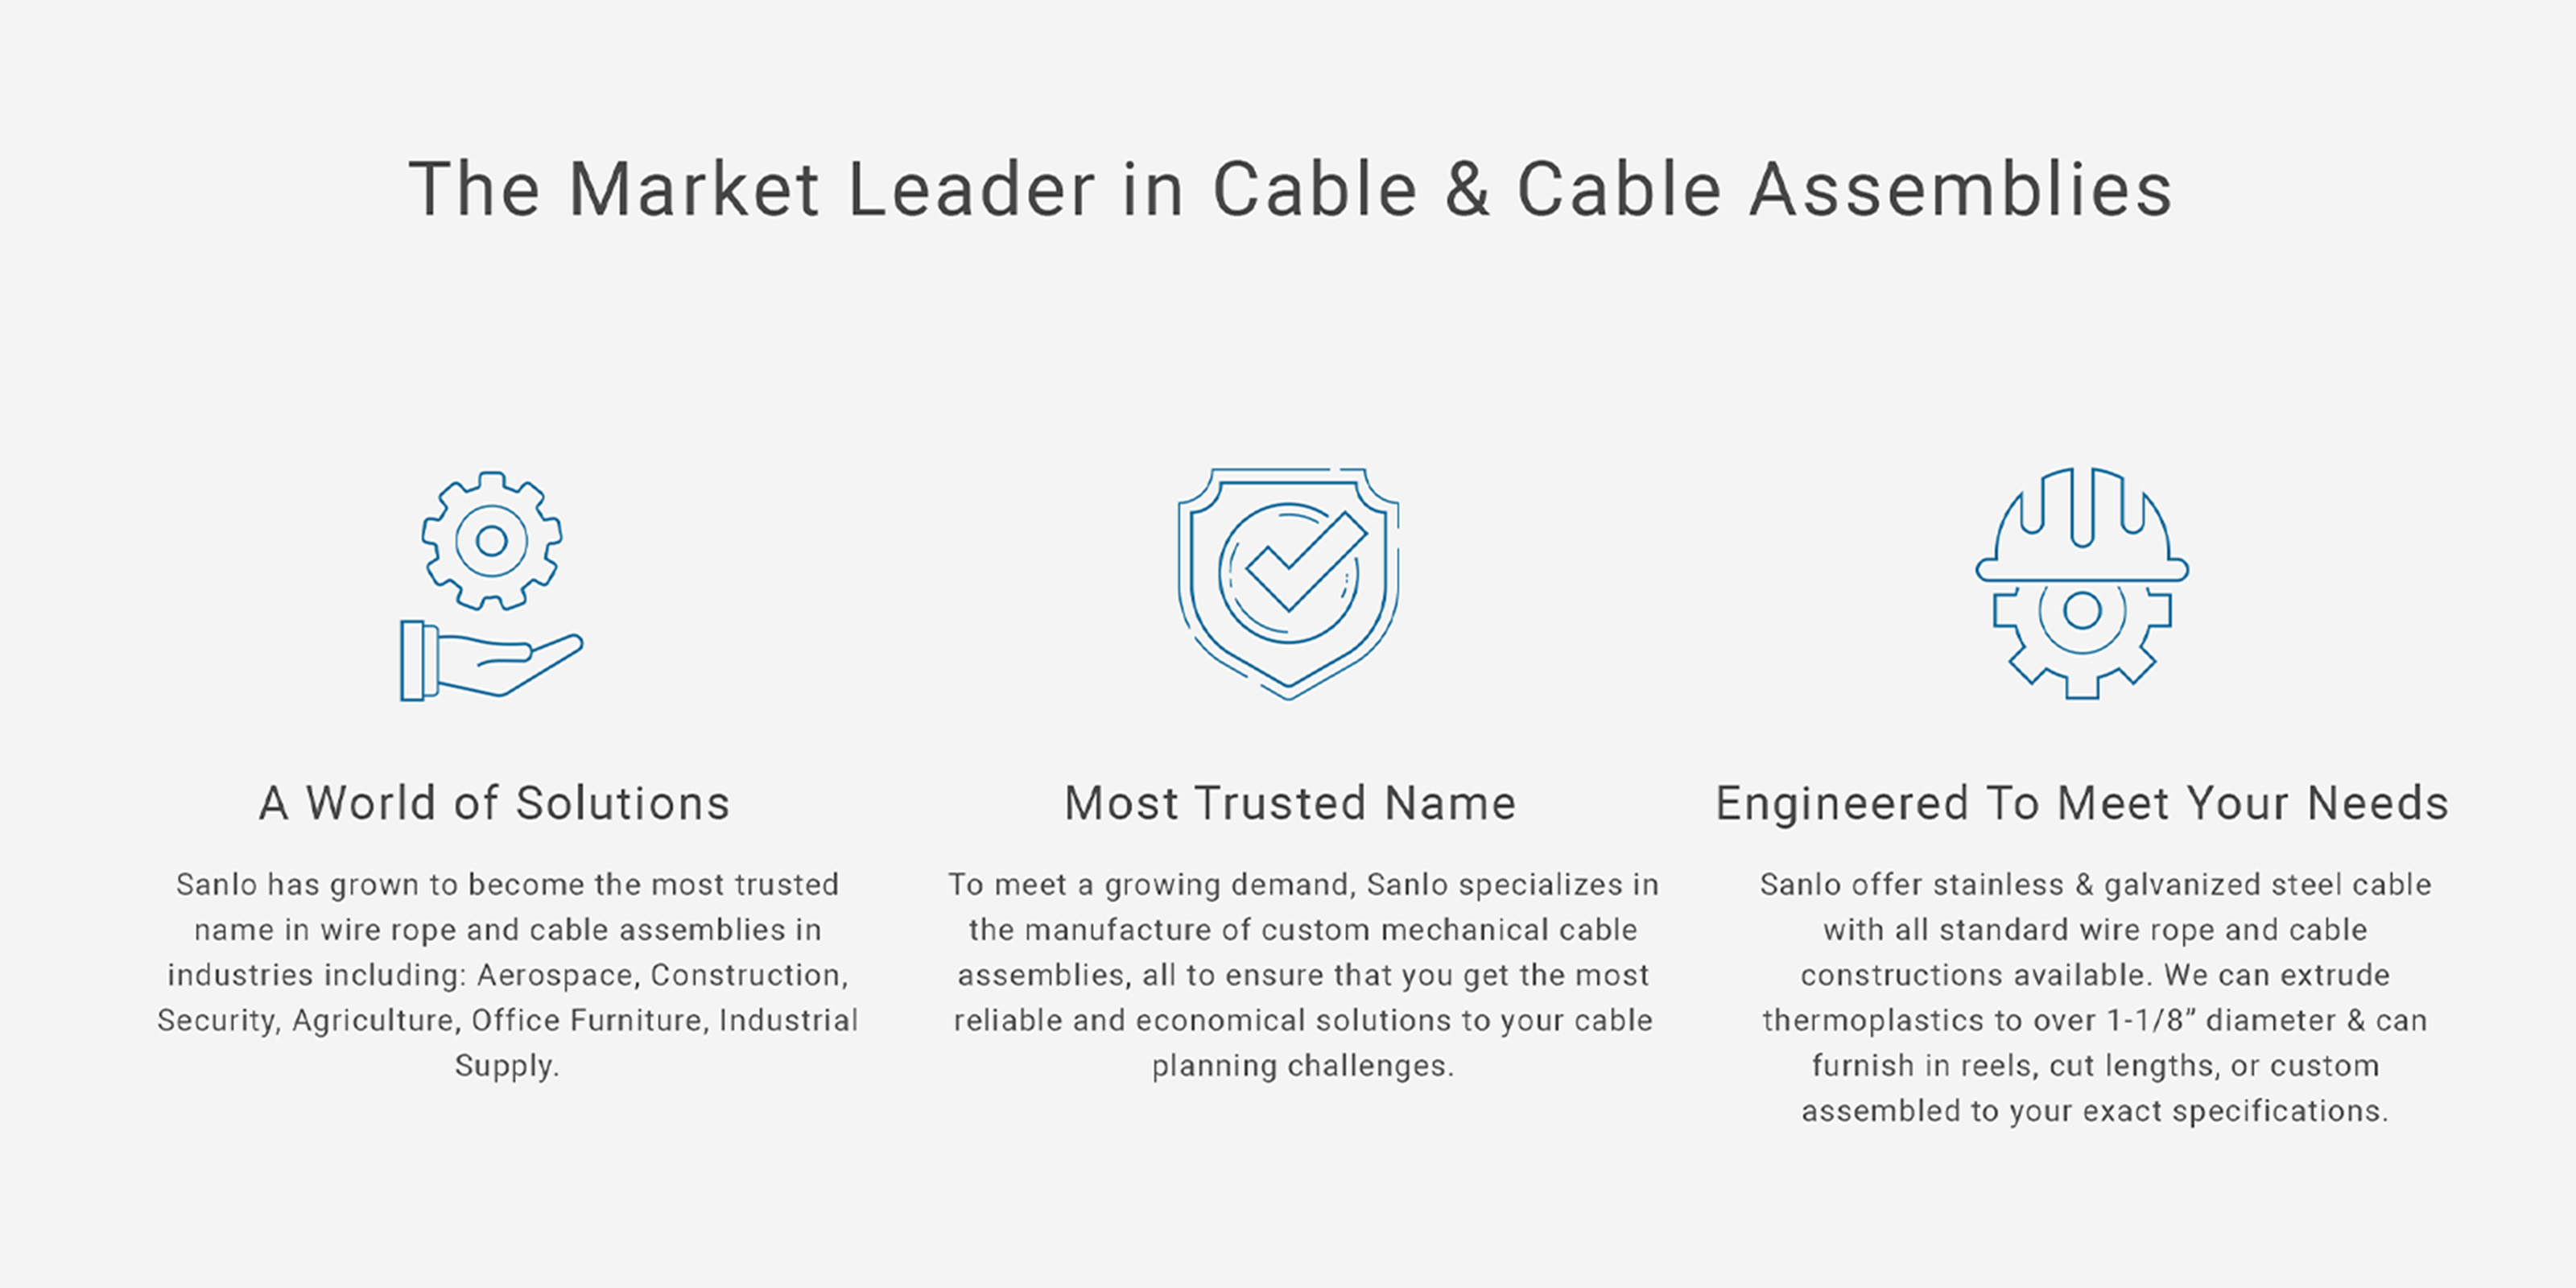 The Market Leader in Cable & Cable Assemblies
A World of Solutions
Sanlo has grown to become the most trusted
name in wire rope and cable assemblies in
industries including: Aerospace, Construction,
Security, Agriculture, Office Furniture, Industrial
Supply.
Most Trusted Name
To meet a growing demand, Sanlo specializes in
the manufacture of custom mechanical cable
assemblies, all to ensure that you get the most
reliable and economical solutions to your cable
planning challenges.
Engineered To Meet Your Needs
Sanlo offer stainless & galvanized steel cable
with all standard wire rope and cable
constructions available. We can extrude
thermoplastics to over 1-1/8” diameter & can
furnish in reels, cut lengths, or custom
assembled to your exact specifications.